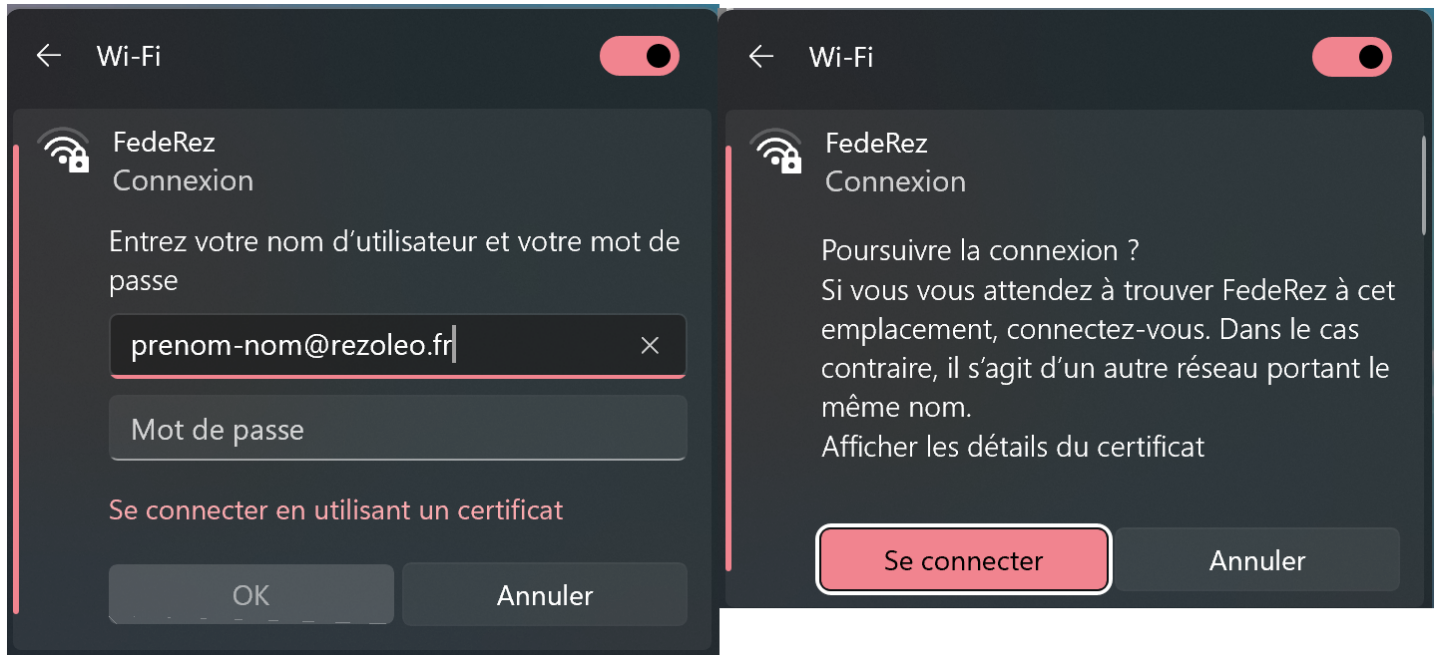 Wi-Fi
FedeRez
Connexion
Entrez votre nom d’utilisateur et votre mot de
passe
prenom-nom@rezoleo.fr
Mot de passe
Se connecter en utilisant un certificat
OK
Annuler
Wi-Fi
FedeRez
Connexion
Poursuivre la connexion ?
Si vous vous attendez à trouver FedeRez à cet
emplacement, connectez-vous. Dans le cas
contraire, il s’agit d’un autre réseau portant le
même nom.
Afficher les détails du certificat
Se connecter
Annuler